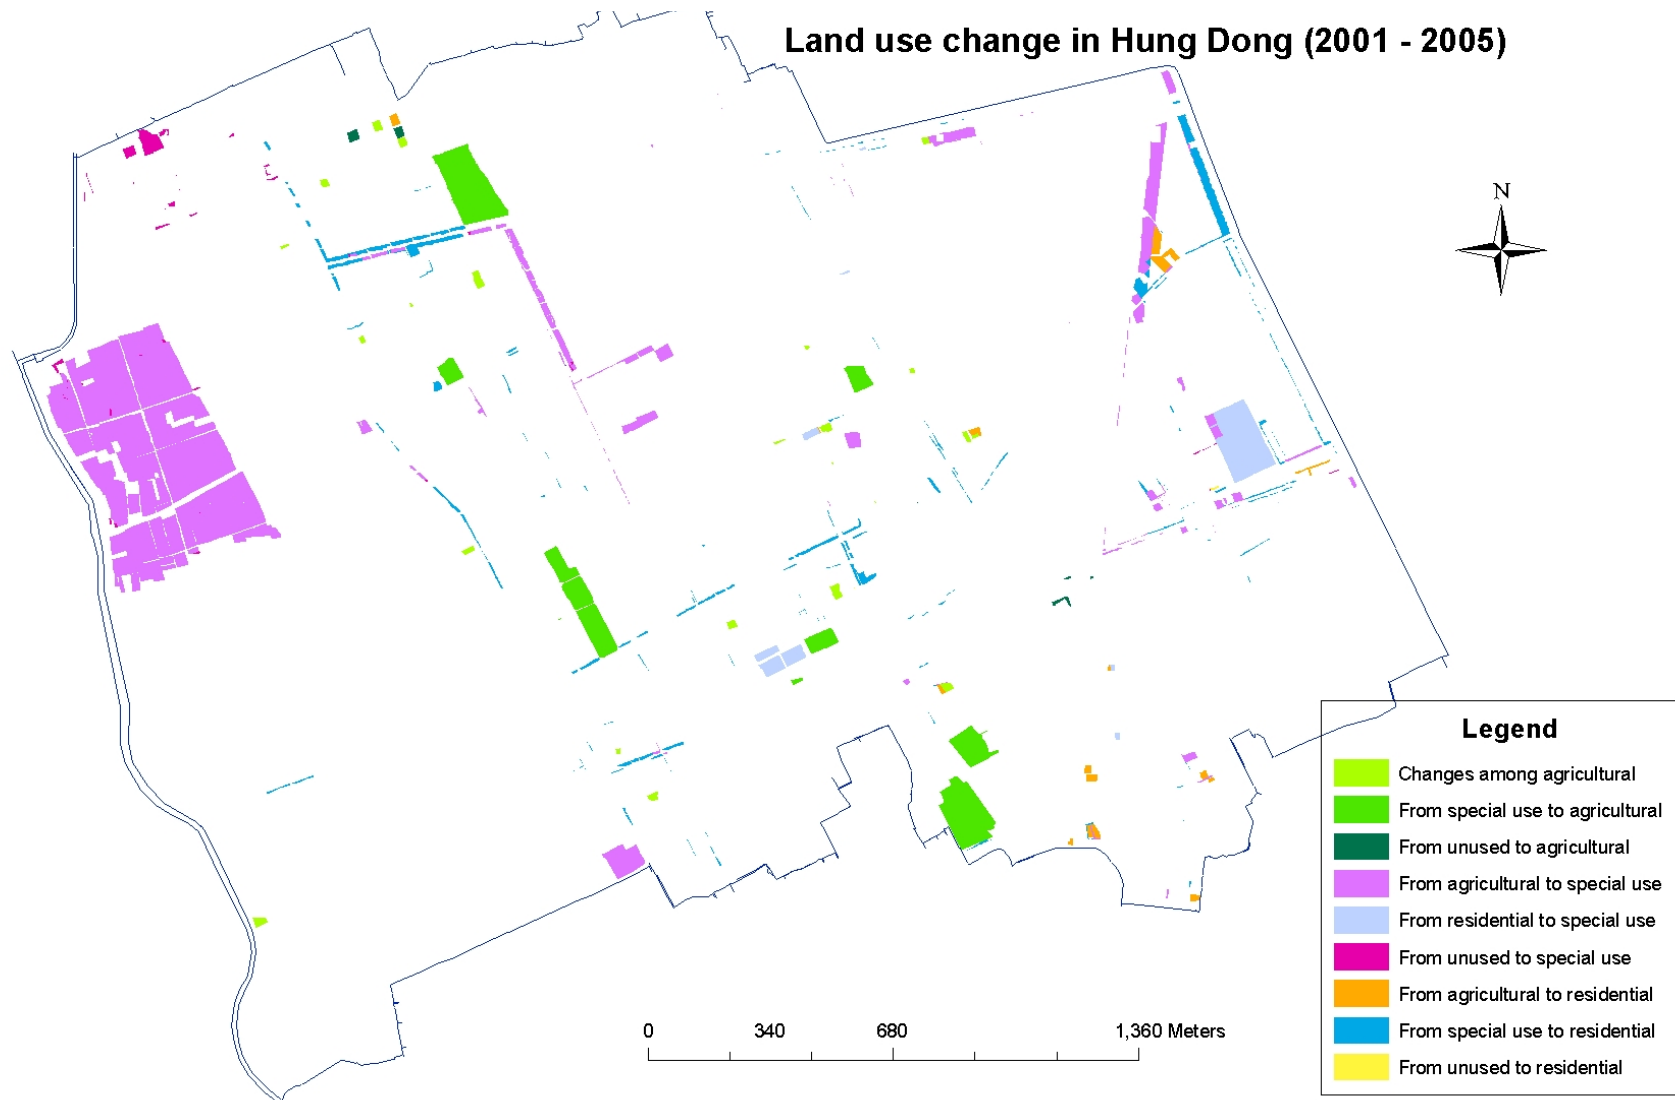 Land use change in Hung Dong (2001 - 2005)
N
Legend
Changes among agricultural
From special use to agricultural
From unused to agricultural
From agricultural to special use
From residential to special use
From unused to special use
From agricultural to residential
From special use to residential
From unused to residential
0 340 680 1,360 Meters